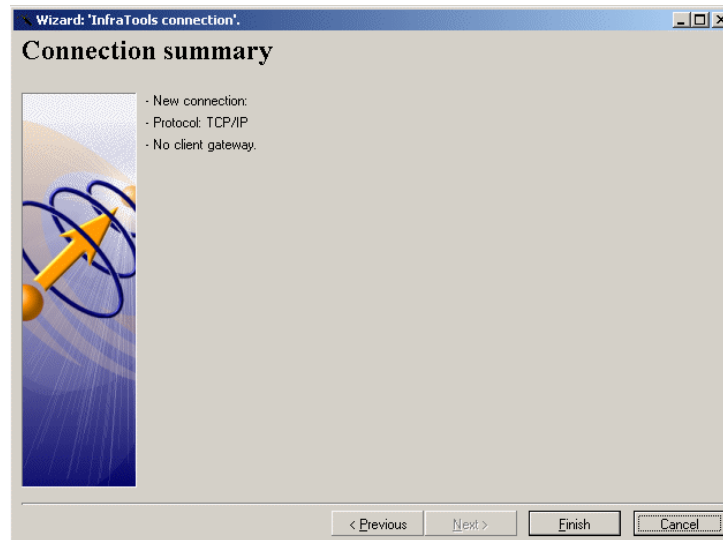 Wizard: 'InfraTools connection'.
Connection summary
- New connection:
- Protocol: TCP/IP
- No client gateway.
< Previous
Next >
Finish
Cancel